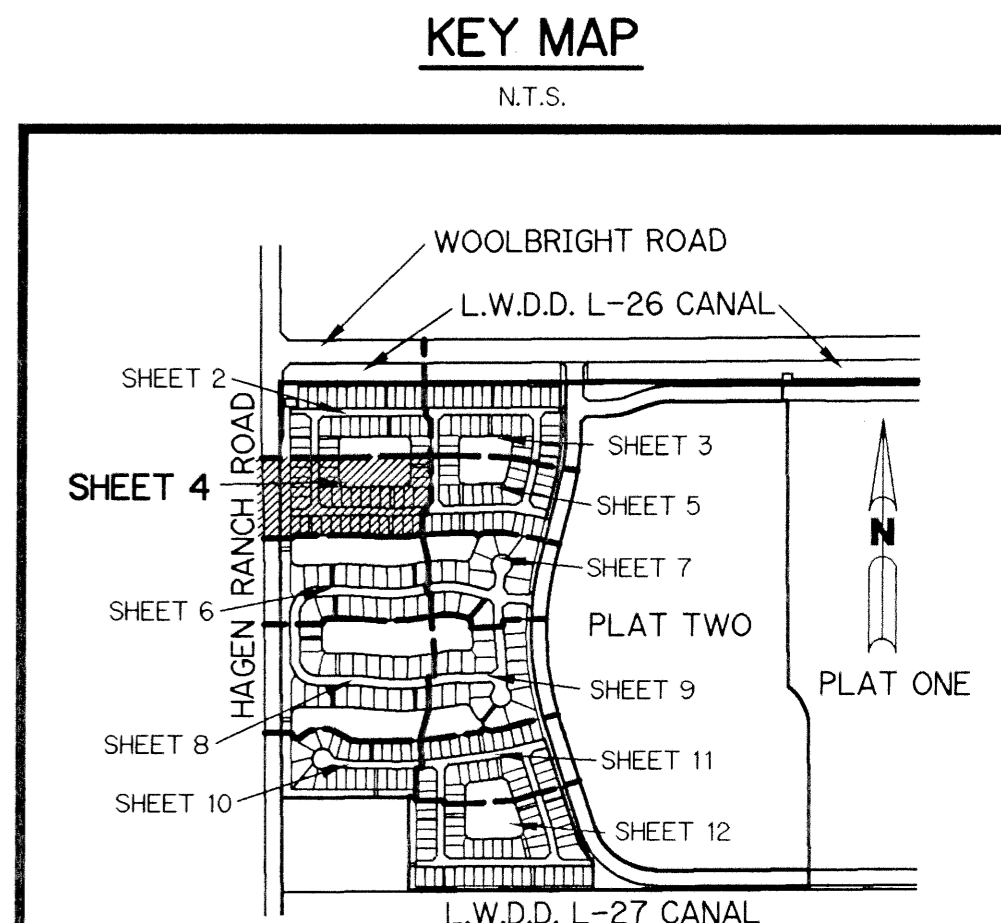 KEY MAP
N.T.S.
WOOLBRIGHT ROAD
L.W.D.D. L-26 CANAL
SHEET 2
HAGEN RANCH ROAD
SHEET 3
SHEET 4
SHEET 5
N
SHEET 7
SHEET 6
PLAT TWO
PLAT ONE
SHEET 9
SHEET 8
SHEET 11
SHEET 10
SHEET 12
L.W.D.D. L-27 CANAL